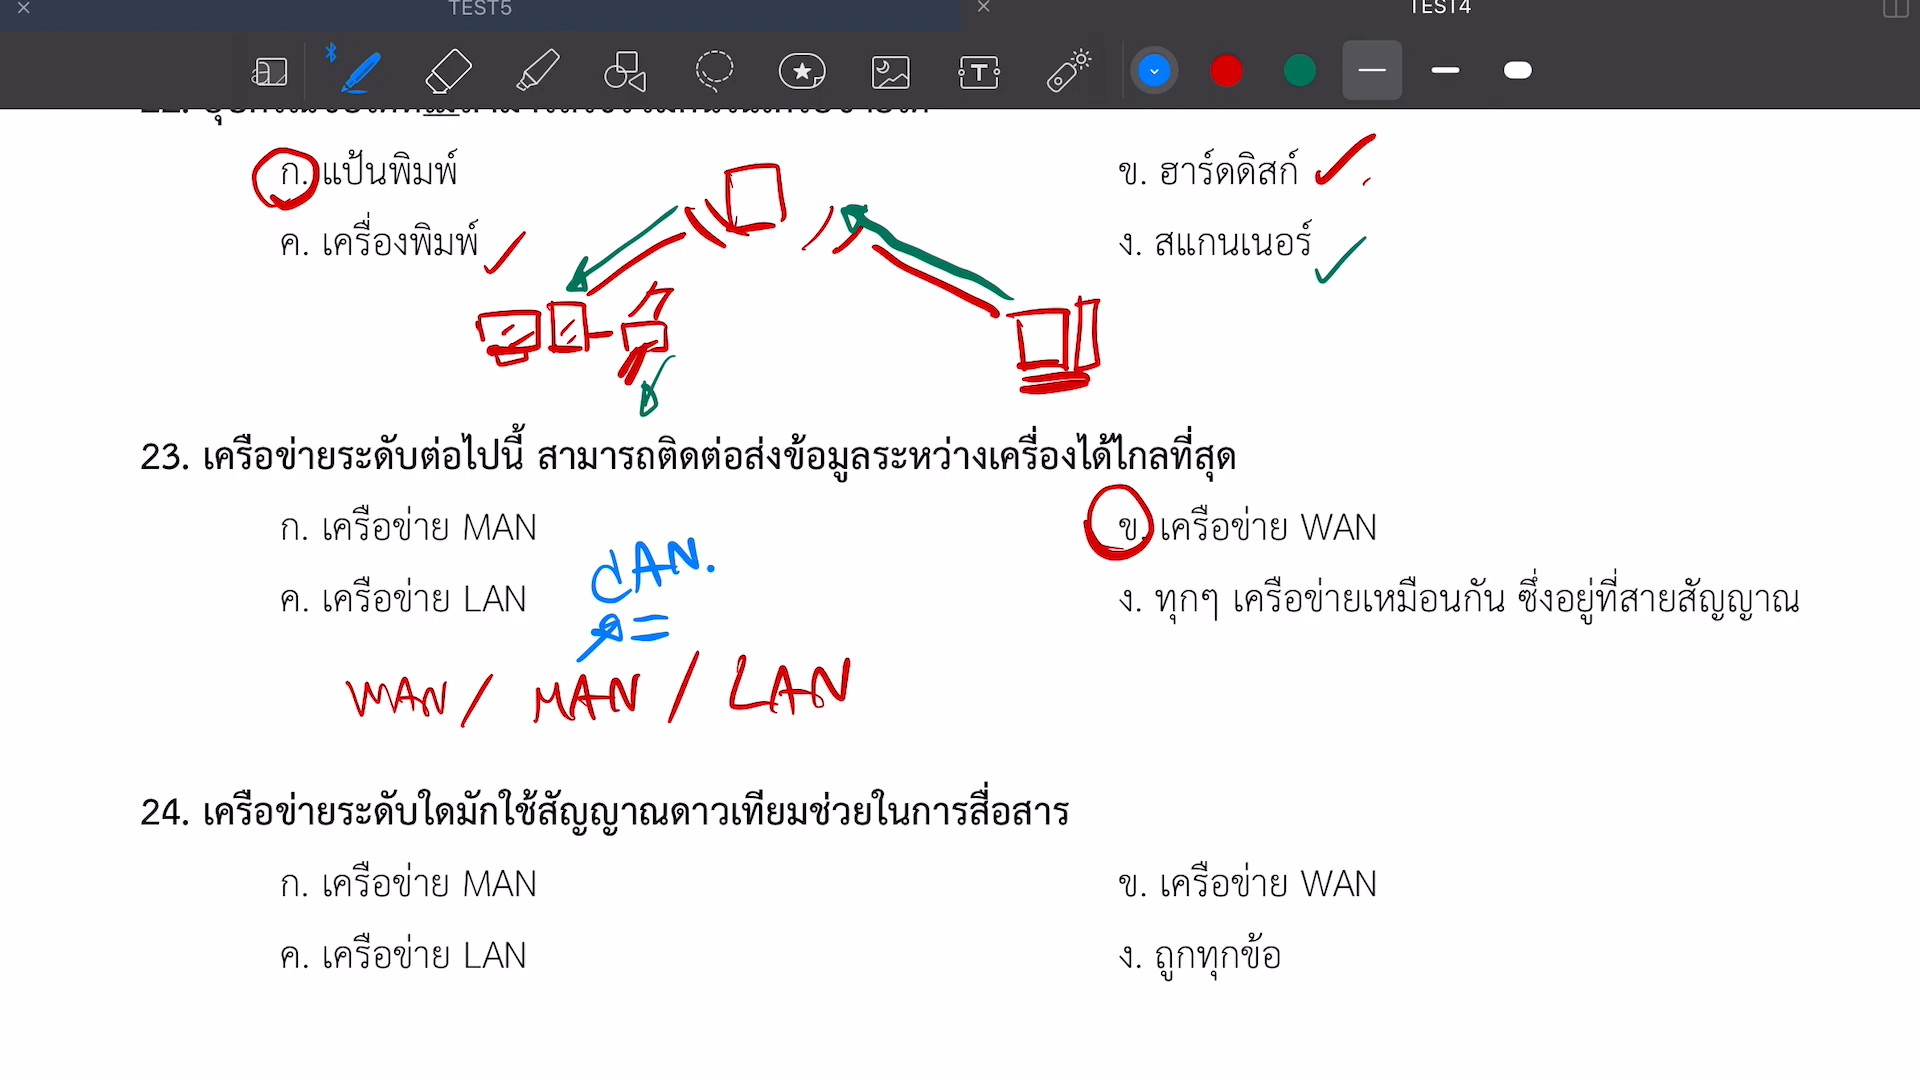 TEST5
TEST4
ก. แป้นพิมพ์
ข. ฮาร์ดดิสก์
ค. เครื่องพิมพ์
ง. สแกนเนอร์
23. เครือข่ายระดับต่อไปนี้ สามารถติดต่อส่งข้อมูลระหว่างเครื่องได้ไกลที่สุด
ก. เครือข่าย MAN
ข. เครือข่าย WAN
CAN.
ค. เครือข่าย LAN
ง. ทุกๆ เครือข่ายเหมือนกัน ซึ่งอยู่ที่สายสัญญาณ
WAN / MAN / LAN
24. เครือข่ายระดับใดมักใช้สัญญาณดาวเทียมช่วยในการสื่อสาร
ก. เครือข่าย MAN
ข. เครือข่าย WAN
ค. เครือข่าย LAN
ง. ถูกทุกข้อ